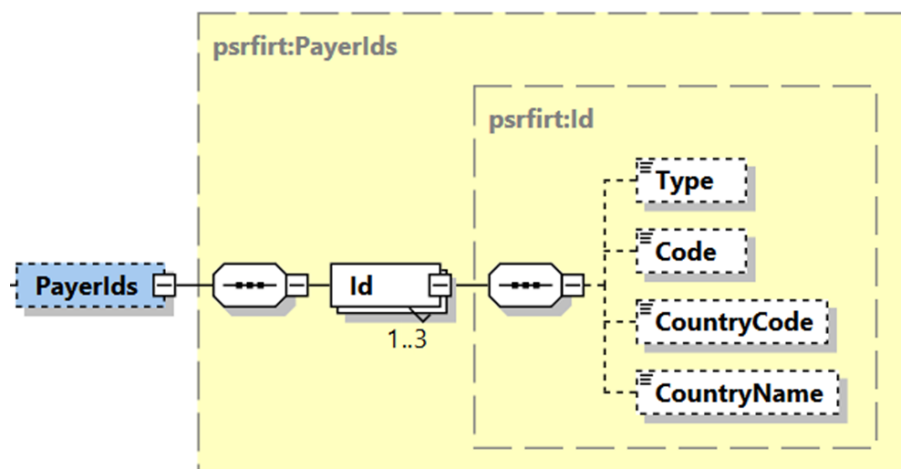 psrfirt:PayerIds
psrfirt:Id
Type
Code
PayerIds
Id
CountryCode
1..3
CountryName